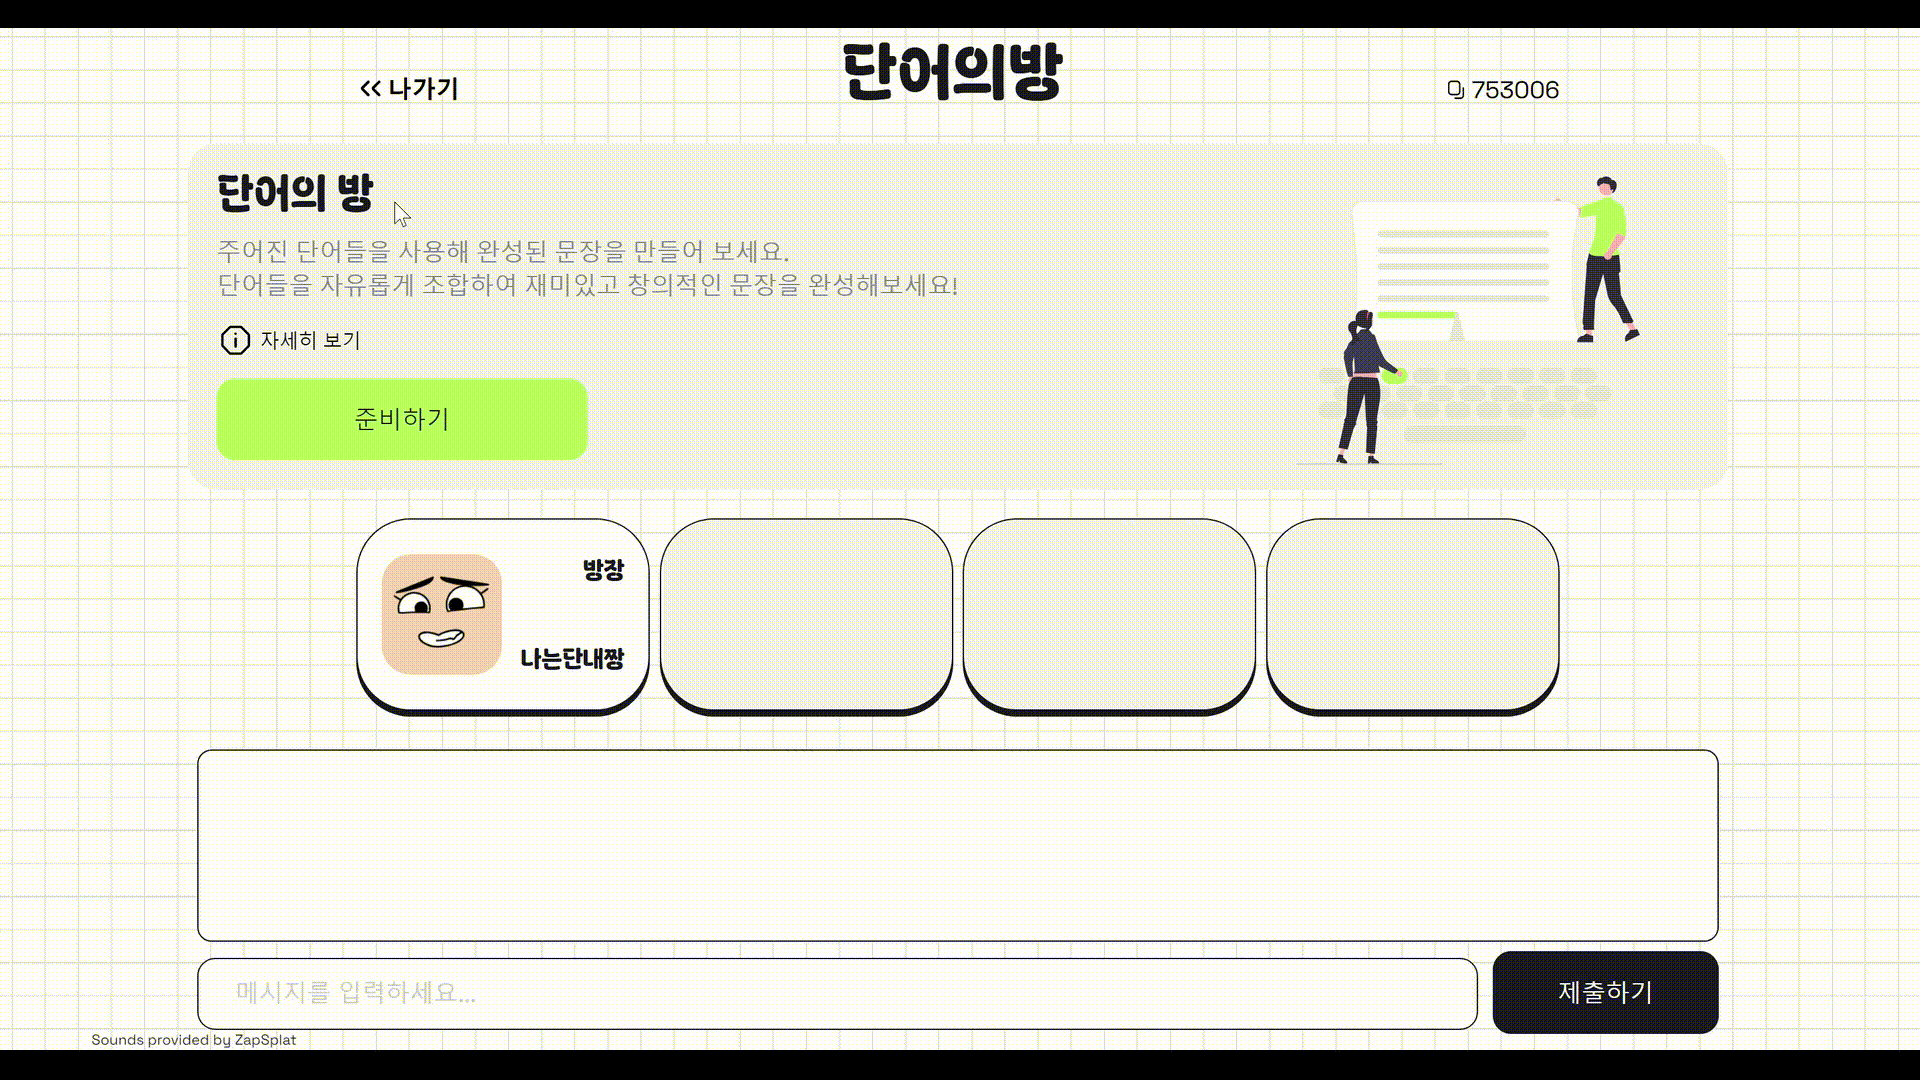 단어의방
나가기
753006
단어의 방
주어진 단어들을 사용해 완성된 문장을 만들어 보세요.
단어들을 자유롭게 조합하여 재미있고 창의적인 문장을 완성해보세요!
자세히 보기
준비하기
방장
나는단내짱
메시지를 입력하세요...
제출하기
Sounds provided by ZapSplat